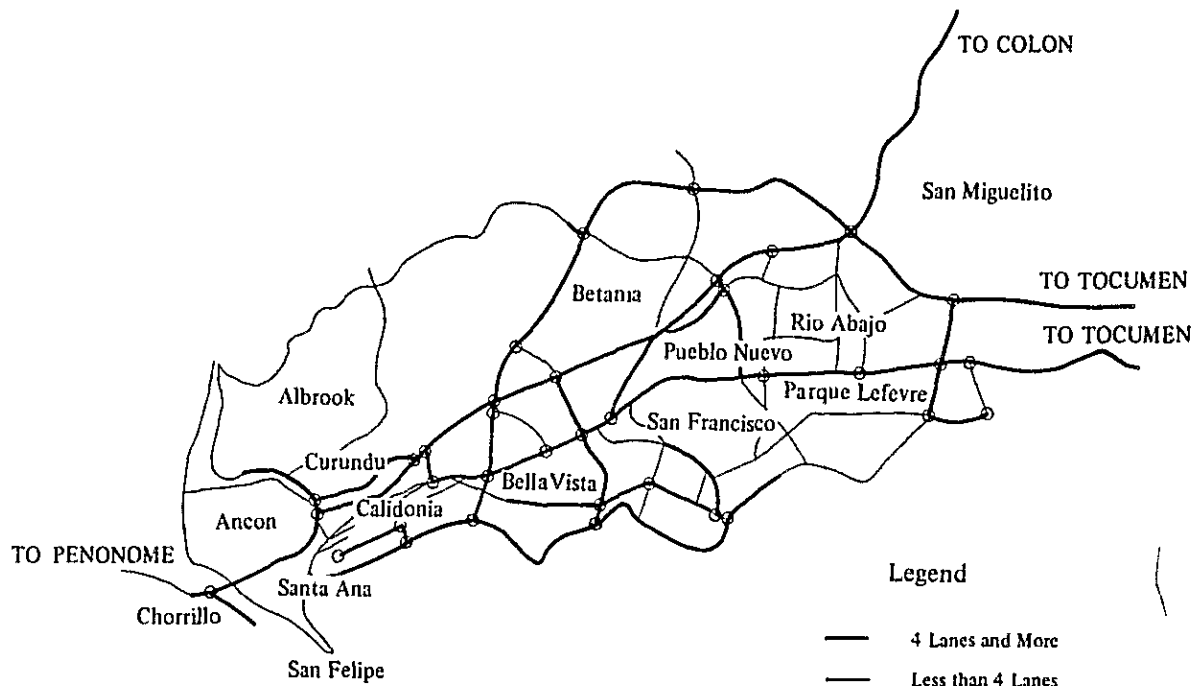 TO COLON
San Miguelito
TO TOCUMEN
Betania
Rio Abajo
TO TOCUMEN
Pueblo Nuevo
Albrook
Parque Lefevre
San Francisco
Curundu
Bella Vista
Calidonia
Ancon
TO PENONOME
Santa Ana
Chorrillo
San Felipe
Legend
4 Lanes and More
Less than 4 Lanes